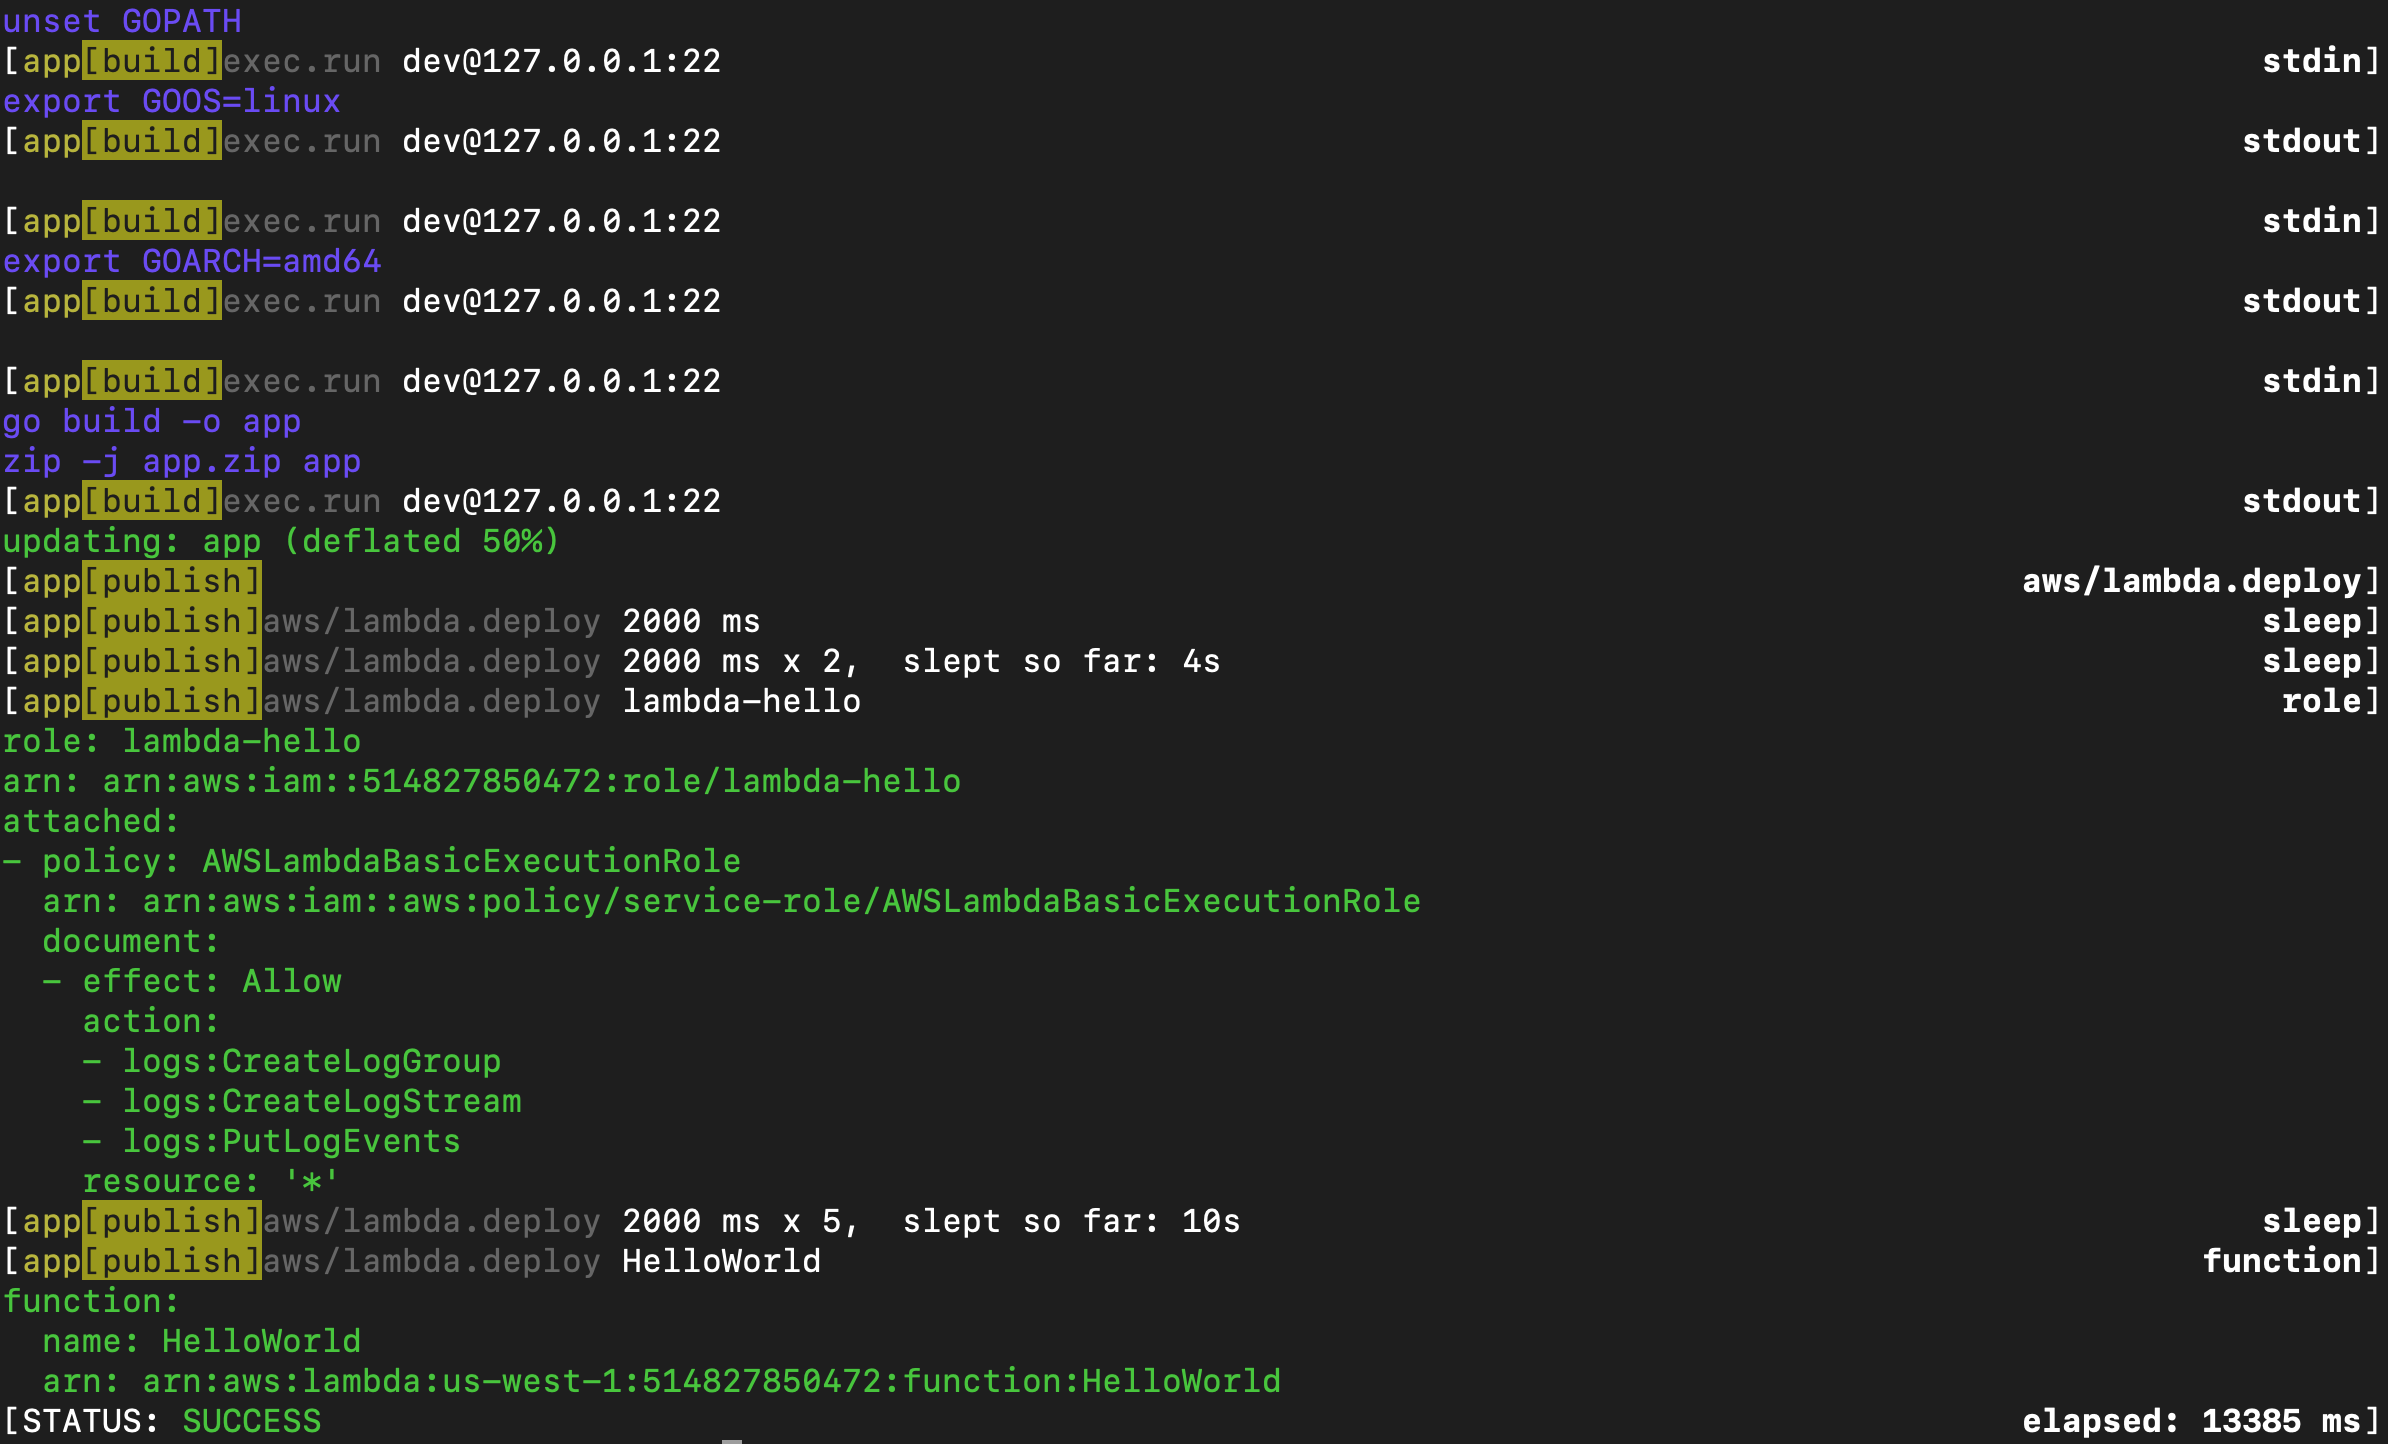 unset GOPATH
[app[build]exec.run dev@127.0.0.1:22 stdin]
export GOOS=linux
[app[build]exec.run dev@127.0.0.1:22 stdout]
[app[build]exec.run dev@127.0.0.1:22 stdin]
export GOARCH=amd64
[app[build]exec.run dev@127.0.0.1:22 stdout]
[app[build]exec.run dev@127.0.0.1:22 stdin]
go build -o app
zip -j app.zip app
[app[build]exec.run dev@127.0.0.1:22 stdout]
updating: app (deflated 50%)
[app[publish] aws/lambda.deploy]
[app[publish]aws/lambda.deploy 2000 ms sleep]
[app[publish]aws/lambda.deploy 2000 ms x 2,  slept so far: 4s sleep]
[app[publish]aws/lambda.deploy lambda-hello role]
role: lambda-hello
arn: arn:aws:iam::514827850472:role/lambda-hello
attached:
- policy: AWSLambdaBasicExecutionRole
  arn: arn:aws:iam::aws:policy/service-role/AWSLambdaBasicExecutionRole
  document:
  - effect: Allow
    action:
    - logs:CreateLogGroup
    - logs:CreateLogStream
    - logs:PutLogEvents
    resource: '*'
[app[publish]aws/lambda.deploy 2000 ms x 5,  slept so far: 10s sleep]
[app[publish]aws/lambda.deploy HelloWorld function]
function:
  name: HelloWorld
  arn: arn:aws:lambda:us-west-1:514827850472:function:HelloWorld
[STATUS: SUCCESS elapsed: 13385 ms]